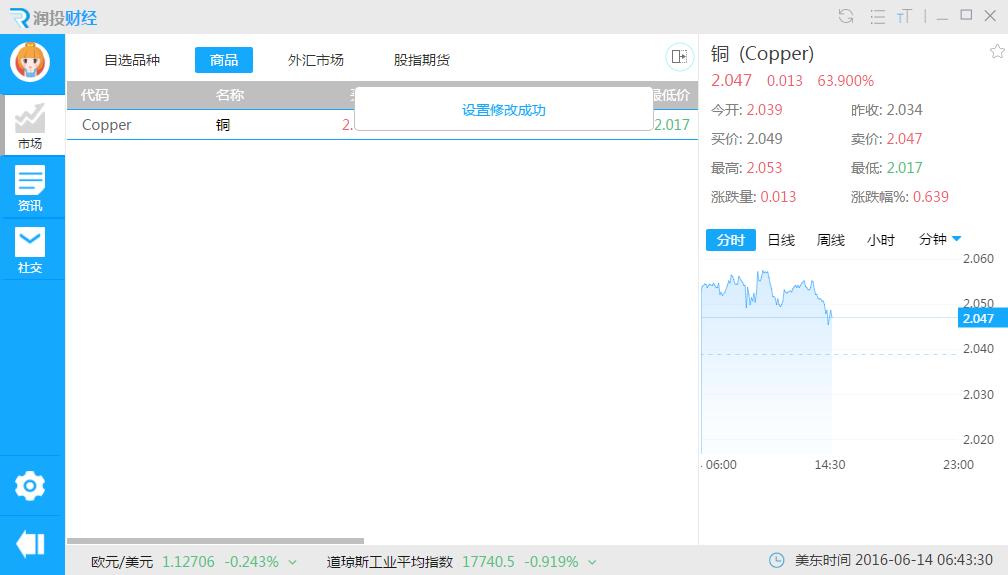 润投财经
自选品种 商品 外汇市场 股指期货
代码 名称 最低价
Copper 铜 2. 2.017
设置修改成功
市场
资讯
社交
铜 (Copper)
2.047 0.013 63.900%
今开: 2.039 昨收: 2.034
买价: 2.049 卖价: 2.047
最高: 2.053 最低: 2.017
涨跌量: 0.013 涨跌幅%: 0.639
分时 日线 周线 小时 分钟
2.060
2.050
2.047
2.040
2.030
2.020
06:00 14:30 23:00
欧元/美元 1.12706 -0.243% 道琼斯工业平均指数 17740.5 -0.919% 美东时间 2016-06-14 06:43:30